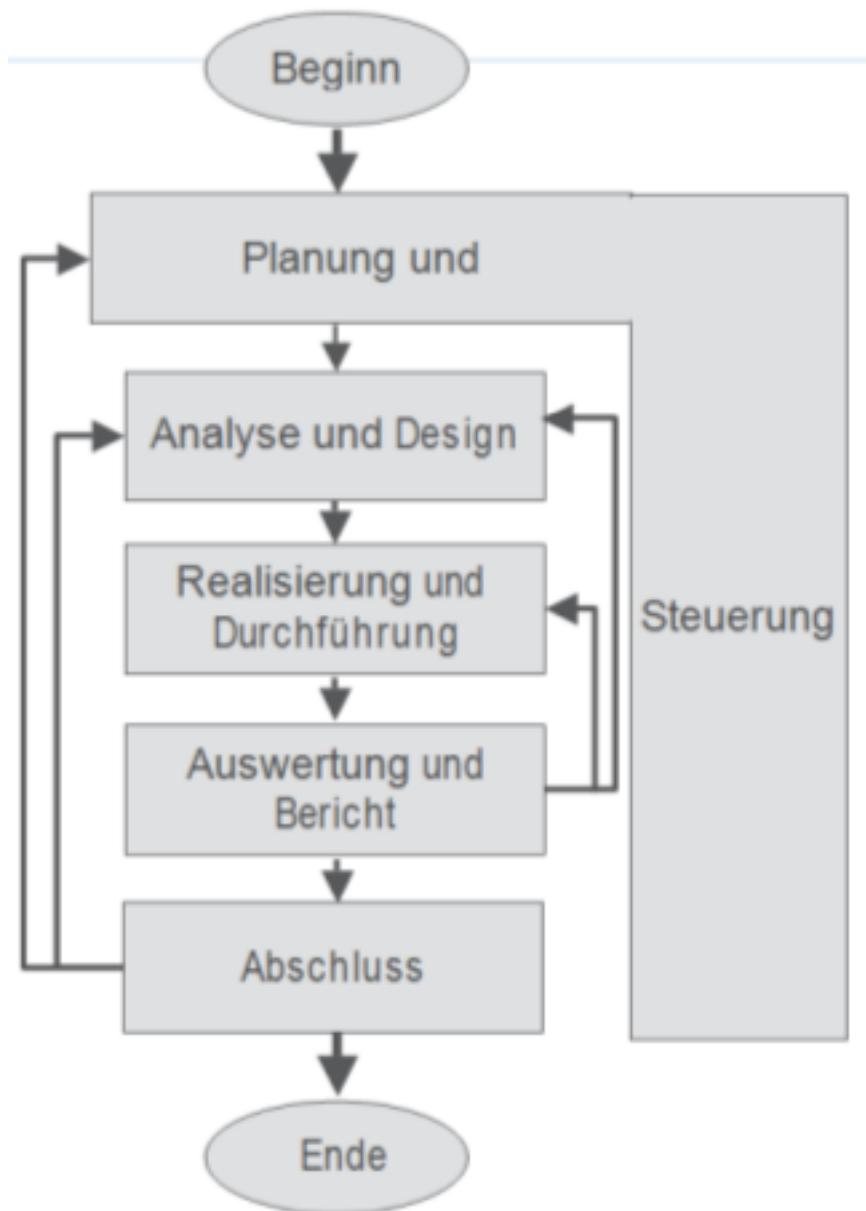 Beginn
Planung und
Analyse und Design
Realisierung und
Durchführung
Steuerung
Auswertung und
Bericht
Abschluss
Ende